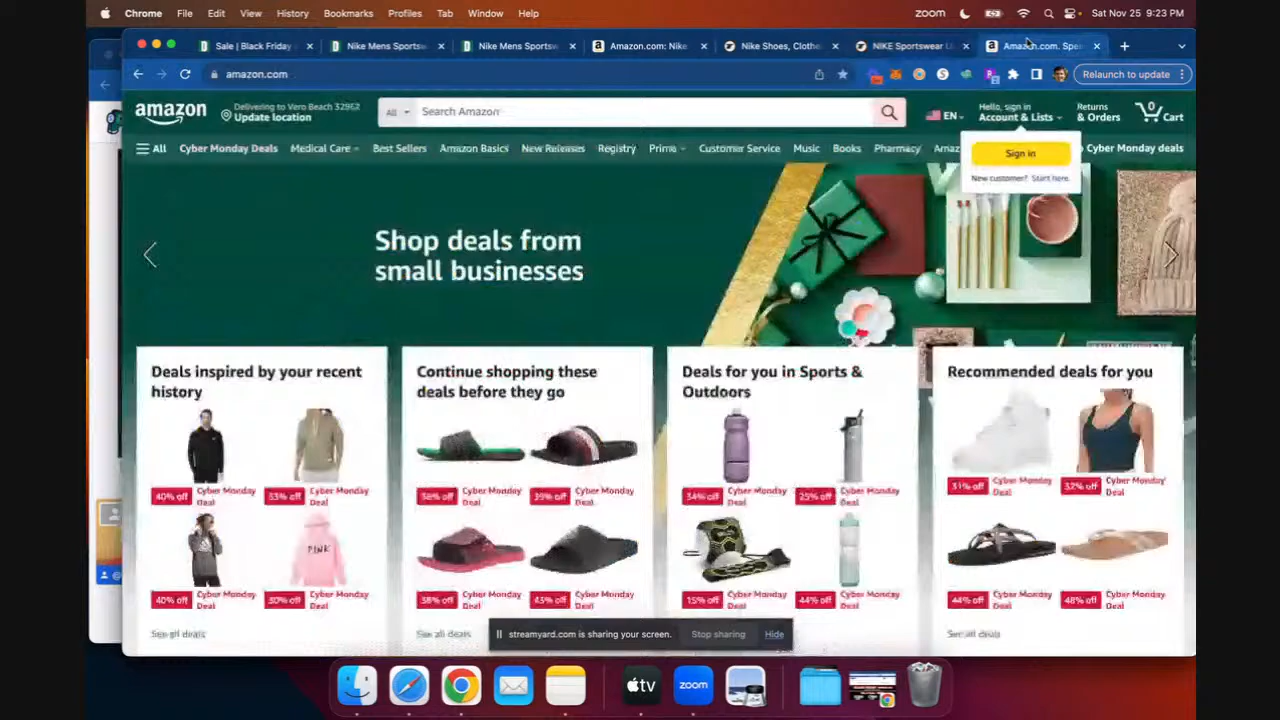 Chrome File Edit View History Bookmarks Profiles Tab Window Help zoom Sat Nov 25 9:23 PM
Sale | Black Friday Nike Mens Sportsw Nike Mens Sportsw Amazon.com: Nike Nike Shoes, Clothe NIKE Sportswear Amazon.com. Spe
amazon.com Relaunch to update
amazon Delivering to Vero Beach 32962 Update location All Search Amazon EN Hello, sign in Account & Lists Returns & Orders 0 Cart
All Cyber Monday Deals Medical Care Best Sellers Amazon Basics New Releases Registry Prime Customer Service Music Books Pharmacy Amaz Cyber Monday deals
Sign in
New customer? Start here.
Shop deals from
small businesses
Deals inspired by your recent
history
40% off Cyber Monday Deal 53% off Cyber Monday Deal
PINK
40% off Cyber Monday Deal 30% off Cyber Monday Deal
See all deals
Continue shopping these
deals before they go
38% off Cyber Monday Deal 39% off Cyber Monday Deal
38% off Cyber Monday Deal 43% off Cyber Monday Deal
See all deals
Deals for you in Sports &
Outdoors
34% off Cyber Monday Deal 25% off Cyber Monday Deal
15% off Cyber Monday Deal 44% off Cyber Monday Deal
Recommended deals for you
31% off Cyber Monday Deal 32% off Cyber Monday Deal
44% off Cyber Monday Deal 48% off Cyber Monday Deal
See all deals
streamyard.com is sharing your screen. Stop sharing Hide
tv zoom